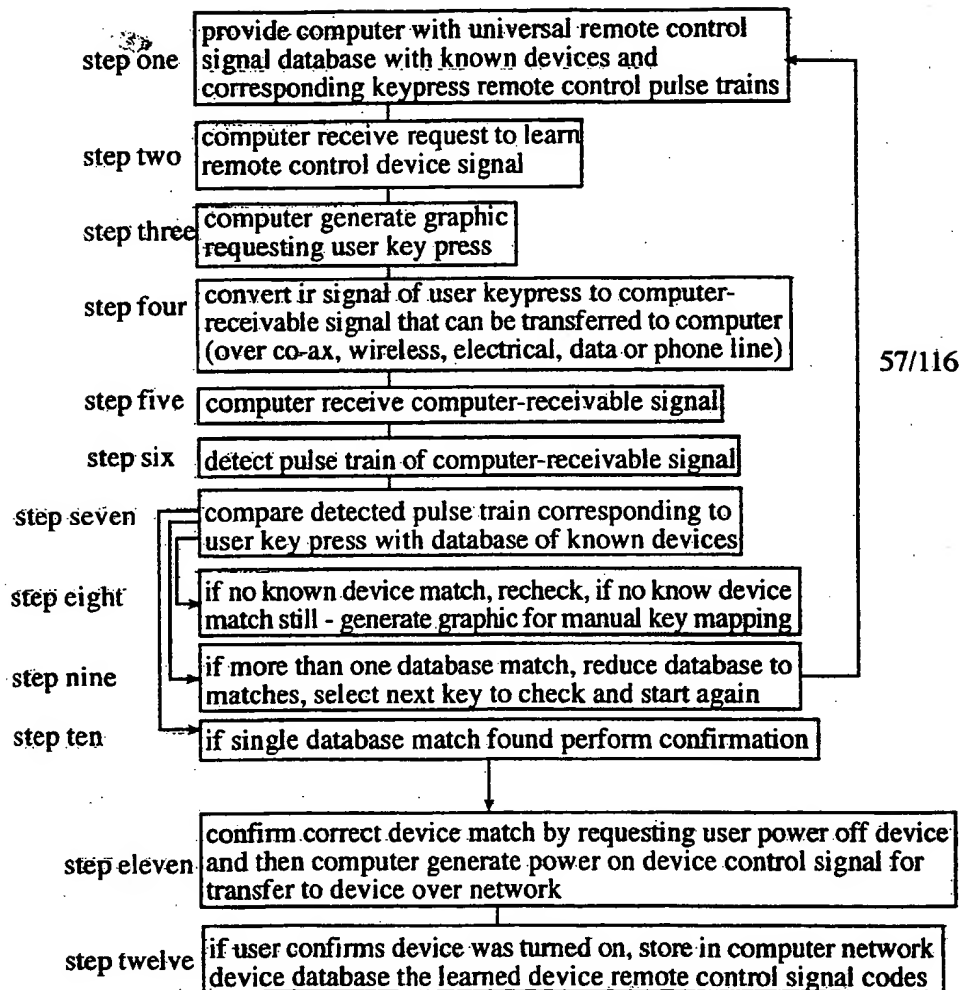 step one
provide computer with universal remote control
signal database with known devices and
corresponding keypress remote control pulse trains
step two
computer receive request to learn
remote control device signal
step three
computer generate graphic
requesting user key press
step four
convert ir signal of user keypress to computer-
receivable signal that can be transferred to computer
(over co-ax, wireless, electrical, data or phone line)
57/116
step five
computer receive computer-receivable signal
step six
detect pulse train of computer-receivable signal
step seven
compare detected pulse train corresponding to
user key press with database of known devices
step eight
if no known device match, recheck, if no know device
match still - generate graphic for manual key mapping
step nine
if more than one database match, reduce database to
matches, select next key to check and start again
step ten
if single database match found perform confirmation
step eleven
confirm correct device match by requesting user power off device
and then computer generate power on device control signal for
transfer to device over network
step twelve
if user confirms device was turned on, store in computer network
device database the learned device remote control signal codes